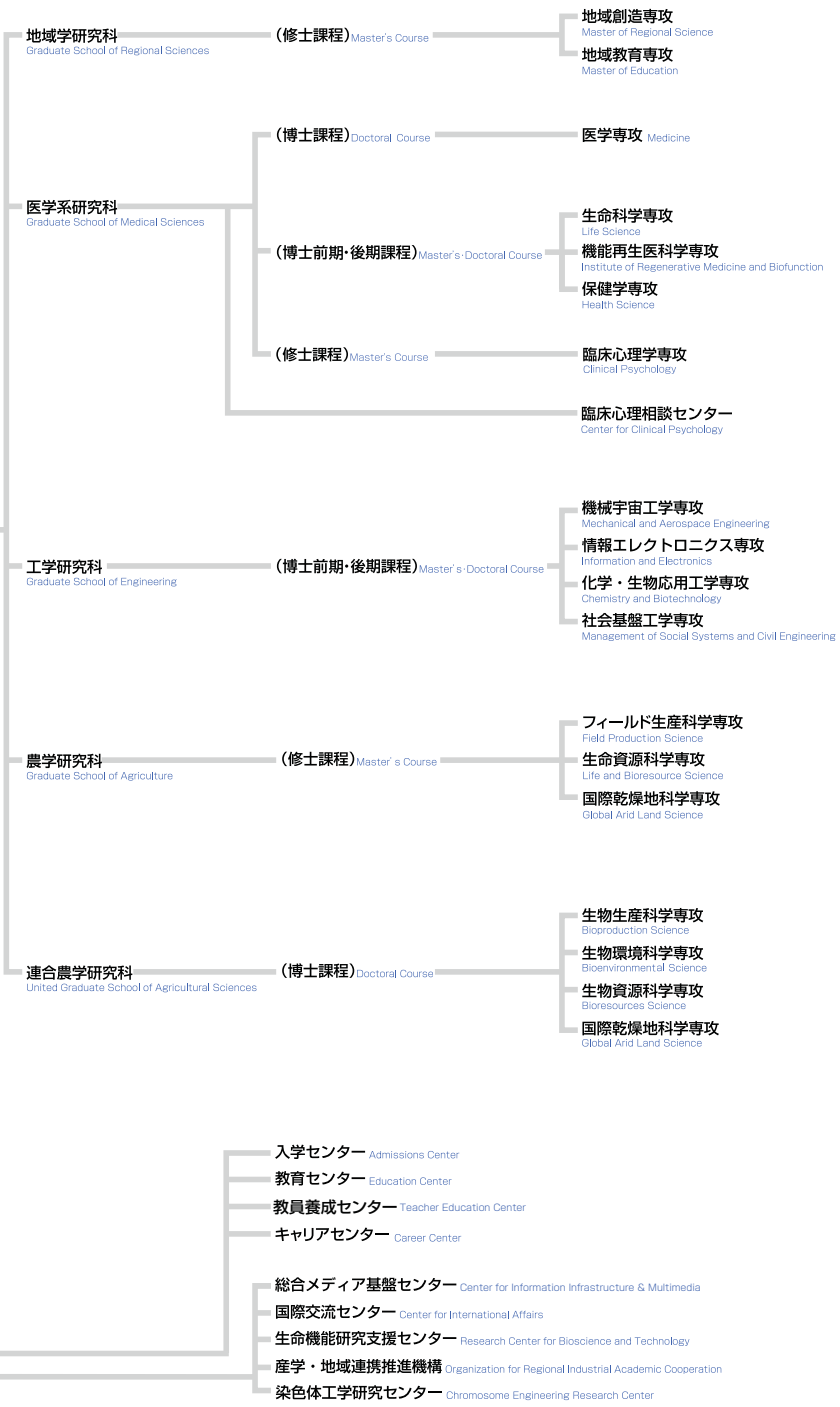 地域学研究科
Graduate School of Regional Sciences
(修士課程) Master's Course
地域創造専攻
Master of Regional Science
地域教育専攻
Master of Education
医学系研究科
Graduate School of Medical Sciences
(博士課程) Doctoral Course
医学専攻 Medicine
(博士前期・後期課程) Master's・Doctoral Course
生命科学専攻
Life Science
機能再生医科学専攻
Institute of Regenerative Medicine and Biofunction
保健学専攻
Health Science
(修士課程) Master's Course
臨床心理学専攻
Clinical Psychology
臨床心理相談センター
Center for Clinical Psychology
工学研究科
Graduate School of Engineering
(博士前期・後期課程) Master's・Doctoral Course
機械宇宙工学専攻
Mechanical and Aerospace Engineering
情報エレクトロニクス専攻
Information and Electronics
化学・生物応用工学専攻
Chemistry and Biotechnology
社会基盤工学専攻
Management of Social Systems and Civil Engineering
農学研究科
Graduate School of Agriculture
(修士課程) Master's Course
フィールド生産科学専攻
Field Production Science
生命資源科学専攻
Life and Bioresource Science
国際乾燥地科学専攻
Global Arid Land Science
連合農学研究科
United Graduate School of Agricultural Sciences
(博士課程) Doctoral Course
生物生産科学専攻
Bioproduction Science
生物環境科学専攻
Bioenvironmental Science
生物資源科学専攻
Bioresources Science
国際乾燥地科学専攻
Global Arid Land Science
入学センター Admissions Center
教育センター Education Center
教員養成センター Teacher Education Center
キャリアセンター Career Center
総合メディア基盤センター Center for Information Infrastructure & Multimedia
国際交流センター Center for International Affairs
生命機能研究支援センター Research Center for Bioscience and Technology
産学・地域連携推進機構 Organization for Regional Industrial Academic Cooperation
染色体工学研究センター Chromosome Engineering Research Center